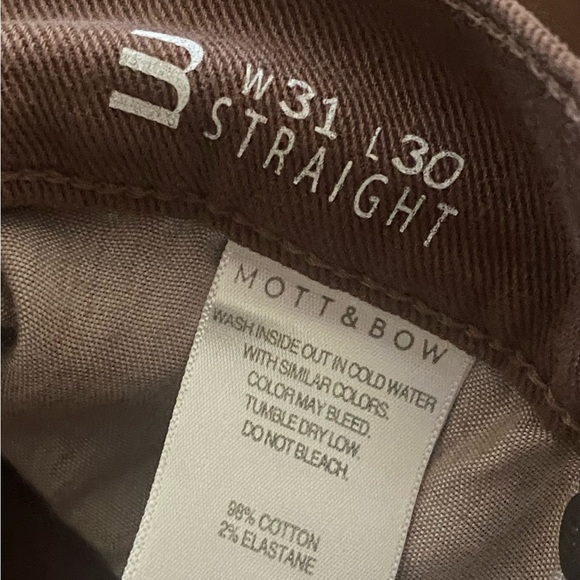 W31 L30
STRAIGHT
MOTT & BOW
WASH INSIDE OUT IN COLD WATER
WITH SIMILAR COLORS.
COLOR MAY BLEED.
TUMBLE DRY LOW.
DO NOT BLEACH.
98% COTTON
2% ELASTANE